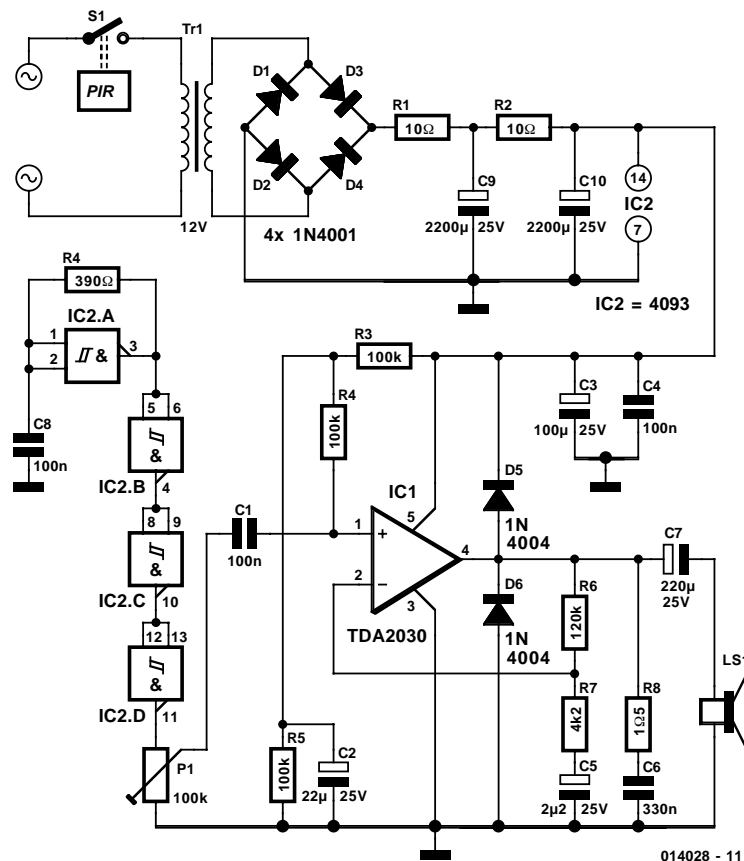 S1
Tr1
PIR
D1
D3
D2
D4
12V
4x 1N4001
R1
10Ω
R2
10Ω
C9
2200µ 25V
C10
2200µ 25V
14
IC2
7
IC2 = 4093
R4
390Ω
IC2.A
1
2
&
3
C8
100n
5 6
&
4
IC2.B
8 9
&
10
IC2.C
12 13
&
11
IC2.D
P1
100k
R3
100k
R4
100k
C1
100n
IC1
1
+
2
–
5
3
4
TDA2030
D5
1N
4004
D6
1N
4004
C3
100µ 25V
C4
100n
C7
220µ
25V
LS1
R6
120k
R7
4k2
R8
1Ω5
C5
2µ2 25V
C6
330n
R5
100k
C2
22µ 25V
014028 - 11